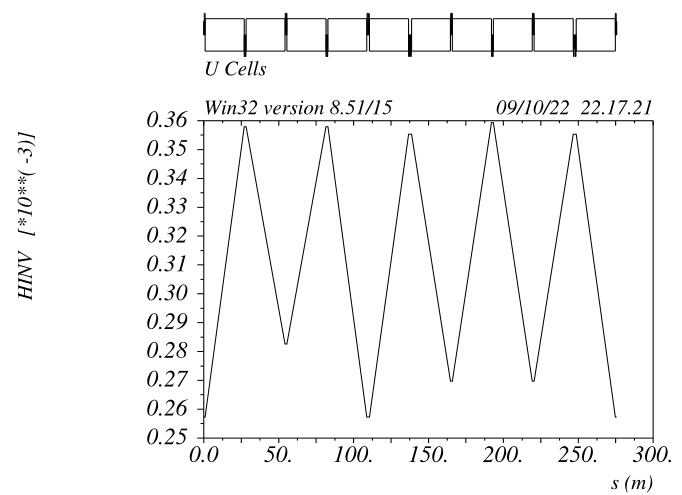 U Cells
Win32 version 8.51/15 09/10/22 22.17.21
HINV [*10**( -3)]
0.36
0.35
0.34
0.33
0.32
0.31
0.30
0.29
0.28
0.27
0.26
0.25
0.0 50. 100. 150. 200. 250. 300.
s (m)